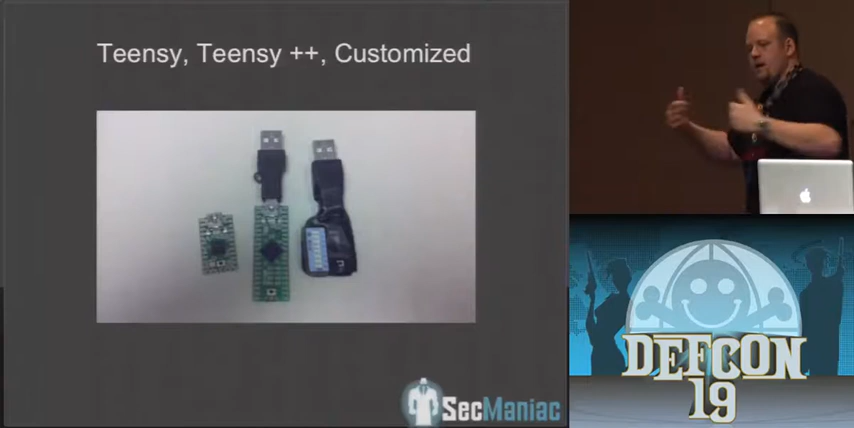 Teensy, Teensy ++, Customized
SecManiac
DEFCON
19